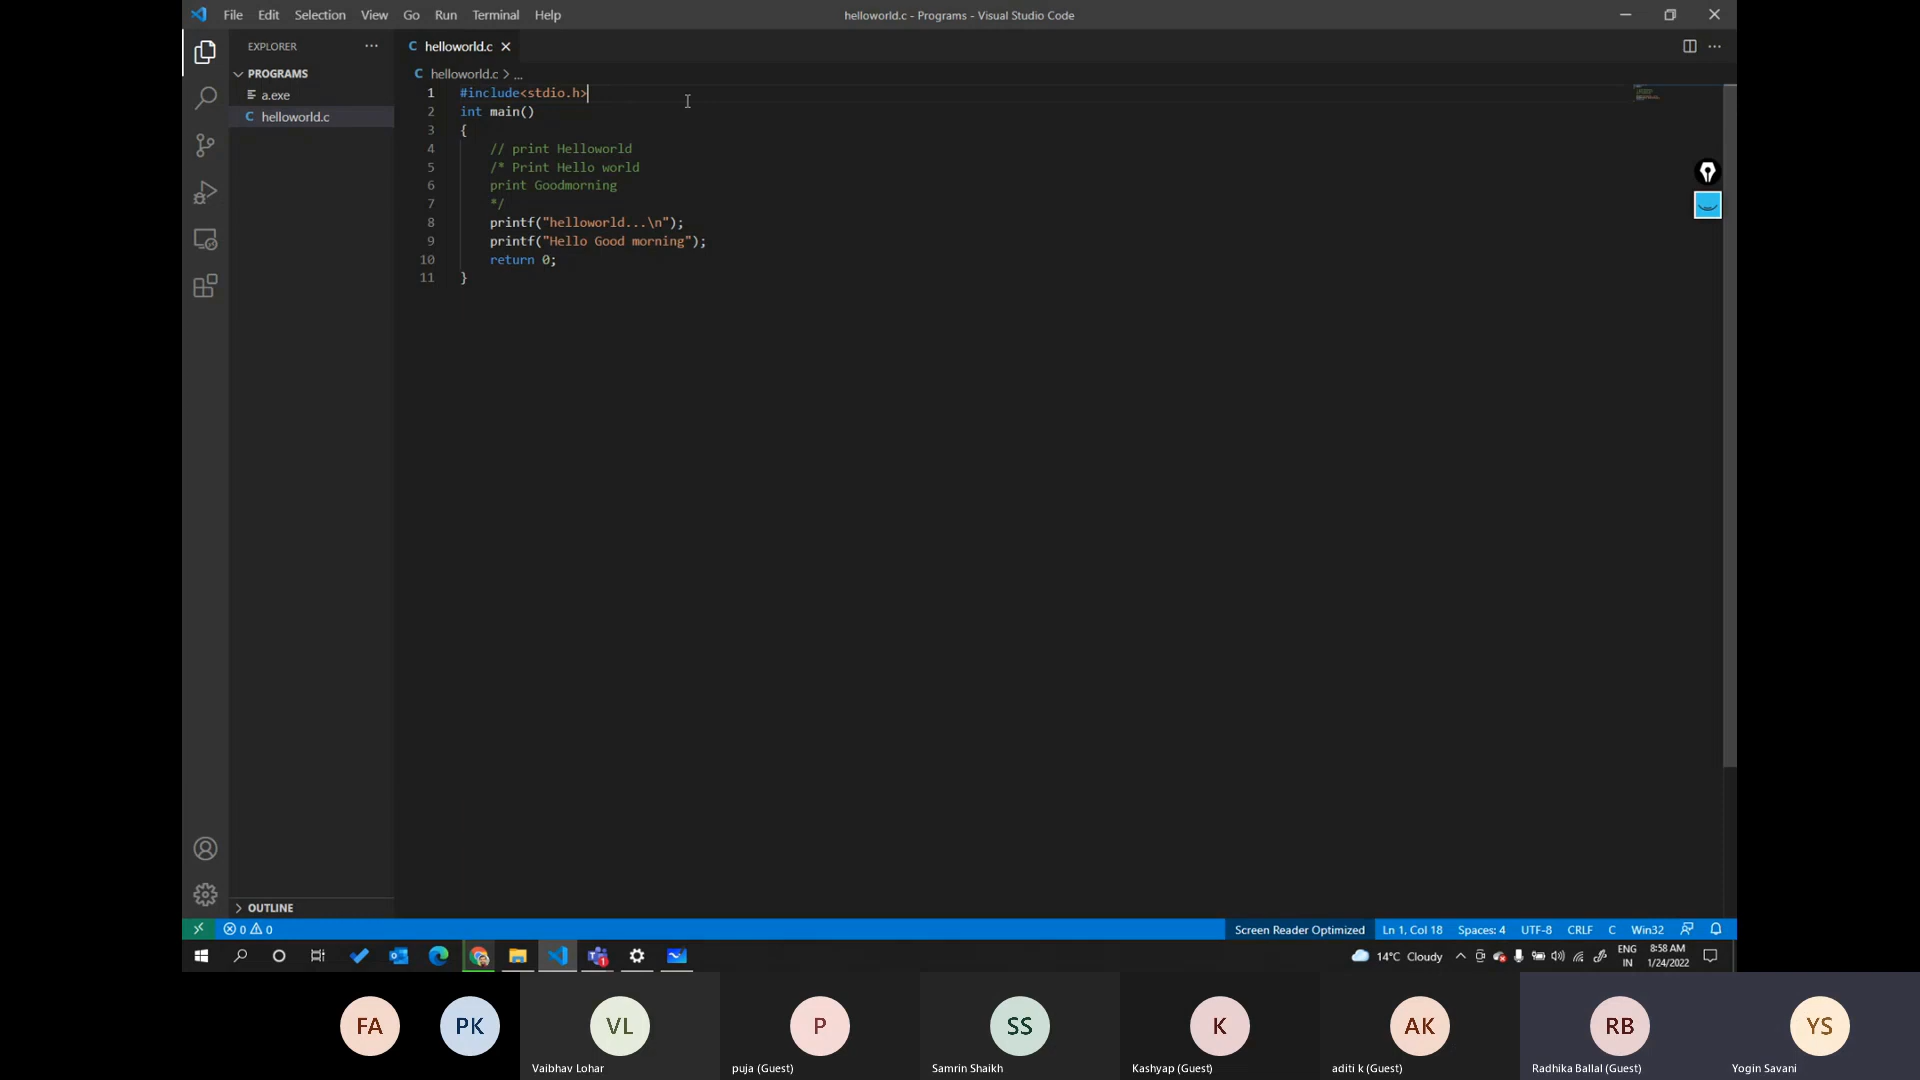 File Edit Selection View Go Run Terminal Help
helloworld.c - Programs - Visual Studio Code
EXPLORER
helloworld.c
PROGRAMS
helloworld.c > ...
a.exe
helloworld.c
1 #include<stdio.h>
2 int main()
3 {
4 // print Helloworld
5 /* Print Hello world
6 print Goodmorning
7 */
8 printf("helloworld...\n");
9 printf("Hello Good morning");
10 return 0;
11 }
OUTLINE
0 0
Screen Reader Optimized Ln 1, Col 18 Spaces: 4 UTF-8 CRLF C Win32
14°C Cloudy
ENG
IN
8:58 AM
1/24/2022
FA PK VL P SS K AK RB YS
Vaibhav Lohar puja (Guest) Samrin Shaikh Kashyap (Guest) aditi k (Guest) Radhika Ballal (Guest) Yogin Savani